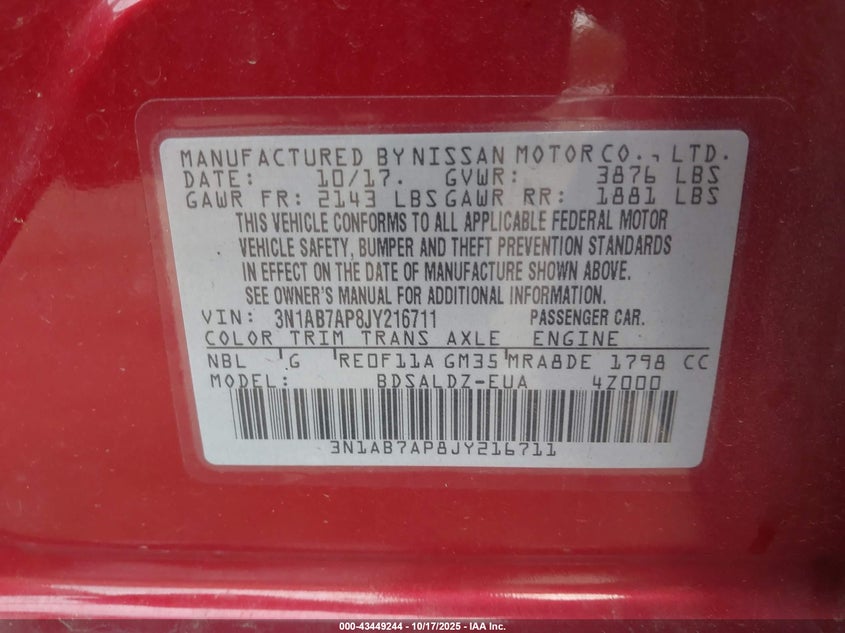 MANUFACTURED BY NISSAN MOTOR CO., LTD.
DATE: 10/17. GVWR: 3876 LBS
GAWR FR: 2143 LBS GAWR RR: 1881 LBS
THIS VEHICLE CONFORMS TO ALL APPLICABLE FEDERAL MOTOR
VEHICLE SAFETY, BUMPER AND THEFT PREVENTION STANDARDS
IN EFFECT ON THE DATE OF MANUFACTURE SHOWN ABOVE.
SEE OWNER'S MANUAL FOR ADDITIONAL INFORMATION.
VIN: 3N1AB7AP8JY216711 PASSENGER CAR.
COLOR TRIM TRANS AXLE ENGINE
NBL G RE0F11A GM35 MRA8DE 1798 CC
MODEL: BDSALDZ-EUA 4Z000
3N1AB7AP8JY216711
000-43449244 - 10/17/2025 - IAA Inc.